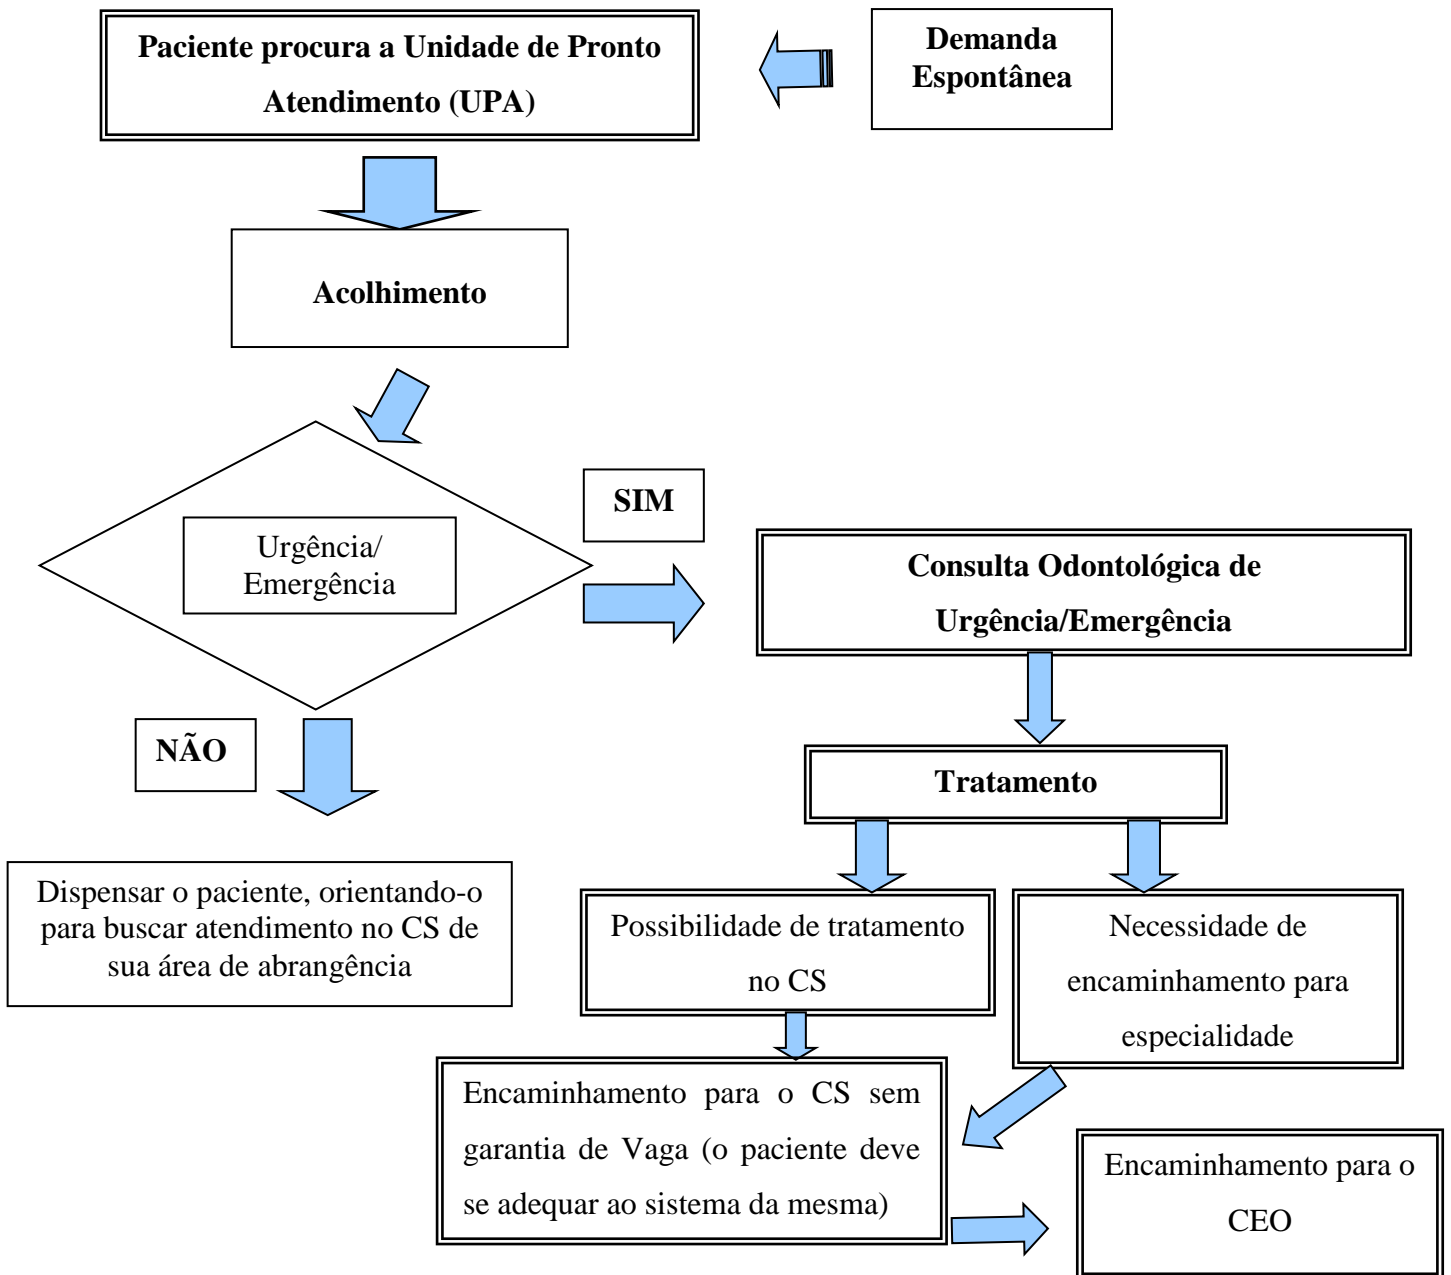 Paciente procura a Unidade de Pronto
Atendimento (UPA)
Demanda
Espontânea
Acolhimento
SIM
Urgência/
Emergência
Consulta Odontológica de
Urgência/Emergência
NÃO
Tratamento
Dispensar o paciente, orientando-o
para buscar atendimento no CS de
sua área de abrangência
Possibilidade de tratamento
no CS
Necessidade de
encaminhamento para
especialidade
Encaminhamento para o CS sem
garantia de Vaga (o paciente deve
se adequar ao sistema da mesma)
Encaminhamento para o
CEO